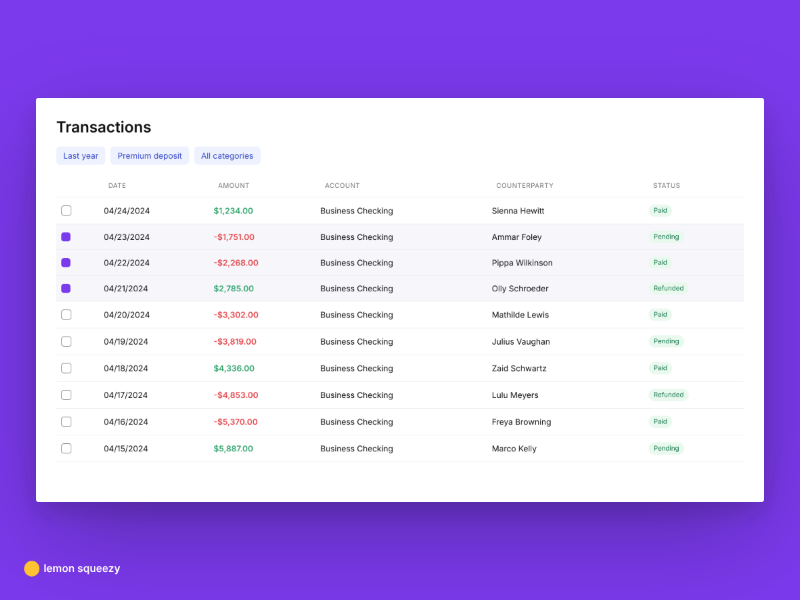 Transactions
Last year Premium deposit All categories
DATE AMOUNT ACCOUNT COUNTERPARTY STATUS
04/24/2024 $1,234.00 Business Checking Sienna Hewitt Paid
04/23/2024 -$1,751.00 Business Checking Ammar Foley Pending
04/22/2024 -$2,268.00 Business Checking Pippa Wilkinson Paid
04/21/2024 $2,785.00 Business Checking Olly Schroeder Refunded
04/20/2024 -$3,302.00 Business Checking Mathilde Lewis Paid
04/19/2024 -$3,819.00 Business Checking Julius Vaughan Pending
04/18/2024 $4,336.00 Business Checking Zaid Schwartz Paid
04/17/2024 -$4,853.00 Business Checking Lulu Meyers Refunded
04/16/2024 -$5,370.00 Business Checking Freya Browning Paid
04/15/2024 $5,887.00 Business Checking Marco Kelly Pending
lemon squeezy